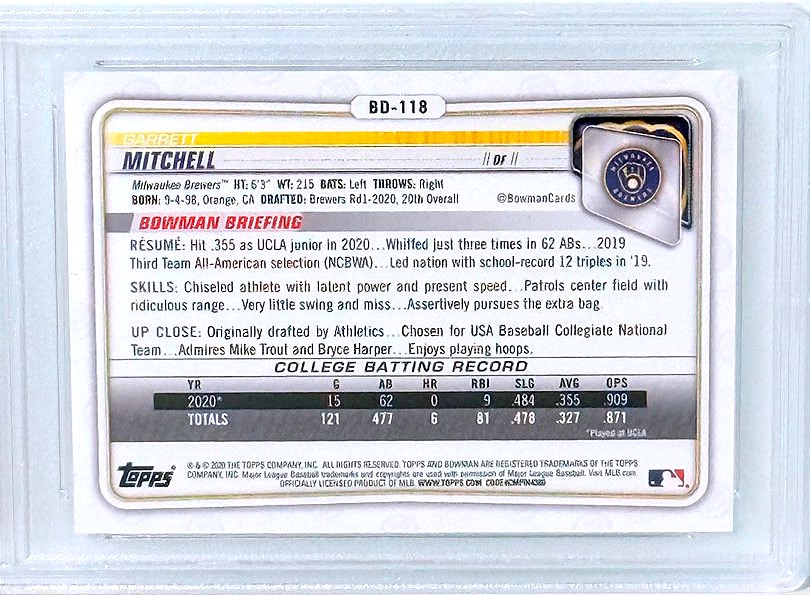 BD-118
GARRETT
MITCHELL // OF //
Milwaukee Brewers™ HT: 6'3" WT: 215 BATS: Left THROWS: Right
BORN: 9-4-98, Orange, CA DRAFTED: Brewers Rd1-2020, 20th Overall @BowmanCards
MILWAUKEE
BREWERS
BOWMAN BRIEFING
RÉSUMÉ: Hit .355 as UCLA junior in 2020...Whiffed just three times in 62 ABs...2019
Third Team All-American selection (NCBWA)...Led nation with school-record 12 triples in '19.
SKILLS: Chiseled athlete with latent power and present speed...Patrols center field with
ridiculous range...Very little swing and miss...Assertively pursues the extra bag.
UP CLOSE: Originally drafted by Athletics...Chosen for USA Baseball Collegiate National
Team...Admires Mike Trout and Bryce Harper...Enjoys playing hoops.
COLLEGE BATTING RECORD
YR G AB HR RBI SLG AVG OPS
2020* 15 62 0 9 .484 .355 .909
TOTALS 121 477 6 81 .478 .327 .871
*Played at UCLA
TOPPS
® & © 2020 THE TOPPS COMPANY, INC. ALL RIGHTS RESERVED. TOPPS AND BOWMAN ARE REGISTERED TRADEMARKS OF THE TOPPS
COMPANY, INC. Major League Baseball trademarks and copyrights are used with permission of Major League Baseball. Visit MLB.com.
OFFICIALLY LICENSED PRODUCT OF MLB. WWW.TOPPS.COM